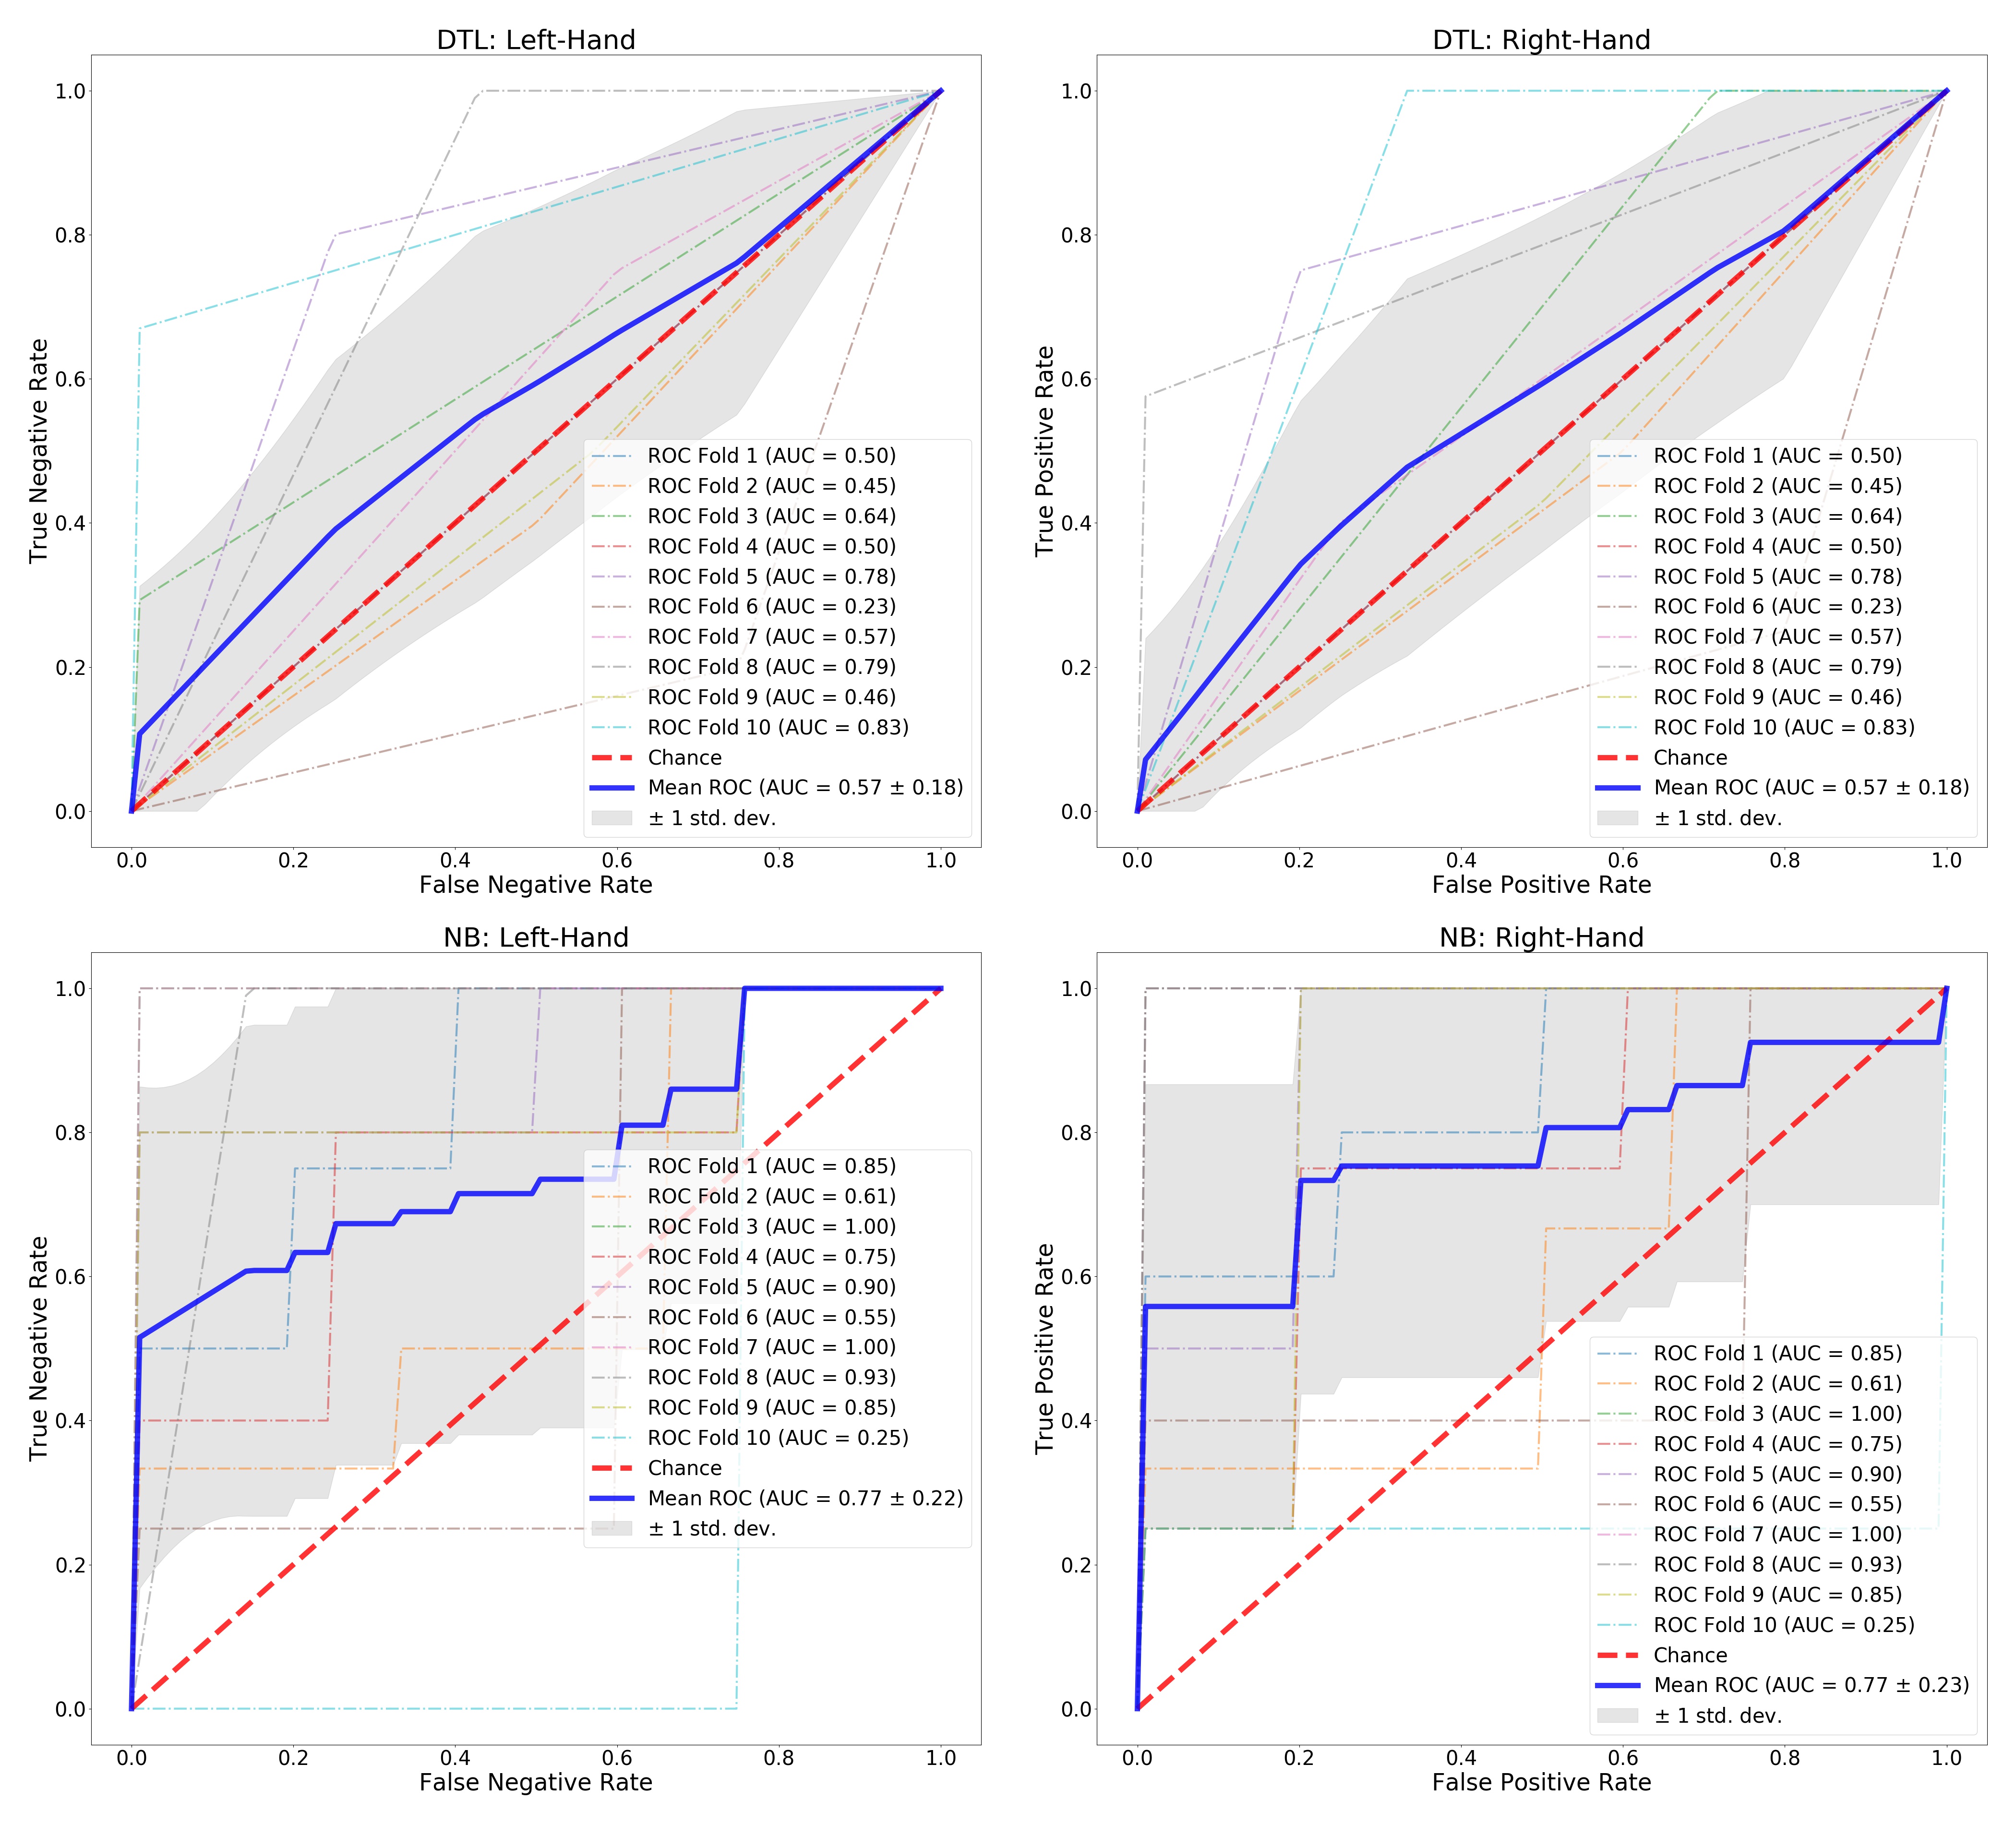 DTL: Left-Hand
True Negative Rate
1.0
0.8
0.6
0.4
0.2
0.0
ROC Fold 1 (AUC = 0.50)
ROC Fold 2 (AUC = 0.45)
ROC Fold 3 (AUC = 0.64)
ROC Fold 4 (AUC = 0.50)
ROC Fold 5 (AUC = 0.78)
ROC Fold 6 (AUC = 0.23)
ROC Fold 7 (AUC = 0.57)
ROC Fold 8 (AUC = 0.79)
ROC Fold 9 (AUC = 0.46)
ROC Fold 10 (AUC = 0.83)
Chance
Mean ROC (AUC = 0.57 ± 0.18)
± 1 std. dev.
0.0 0.2 0.4 0.6 0.8 1.0
False Negative Rate
DTL: Right-Hand
True Positive Rate
1.0
0.8
0.6
0.4
0.2
0.0
ROC Fold 1 (AUC = 0.50)
ROC Fold 2 (AUC = 0.45)
ROC Fold 3 (AUC = 0.64)
ROC Fold 4 (AUC = 0.50)
ROC Fold 5 (AUC = 0.78)
ROC Fold 6 (AUC = 0.23)
ROC Fold 7 (AUC = 0.57)
ROC Fold 8 (AUC = 0.79)
ROC Fold 9 (AUC = 0.46)
ROC Fold 10 (AUC = 0.83)
Chance
Mean ROC (AUC = 0.57 ± 0.18)
± 1 std. dev.
0.0 0.2 0.4 0.6 0.8 1.0
False Positive Rate
NB: Left-Hand
True Negative Rate
1.0
0.8
0.6
0.4
0.2
0.0
ROC Fold 1 (AUC = 0.85)
ROC Fold 2 (AUC = 0.61)
ROC Fold 3 (AUC = 1.00)
ROC Fold 4 (AUC = 0.75)
ROC Fold 5 (AUC = 0.90)
ROC Fold 6 (AUC = 0.55)
ROC Fold 7 (AUC = 1.00)
ROC Fold 8 (AUC = 0.93)
ROC Fold 9 (AUC = 0.85)
ROC Fold 10 (AUC = 0.25)
Chance
Mean ROC (AUC = 0.77 ± 0.22)
± 1 std. dev.
0.0 0.2 0.4 0.6 0.8 1.0
False Negative Rate
NB: Right-Hand
True Positive Rate
1.0
0.8
0.6
0.4
0.2
0.0
ROC Fold 1 (AUC = 0.85)
ROC Fold 2 (AUC = 0.61)
ROC Fold 3 (AUC = 1.00)
ROC Fold 4 (AUC = 0.75)
ROC Fold 5 (AUC = 0.90)
ROC Fold 6 (AUC = 0.55)
ROC Fold 7 (AUC = 1.00)
ROC Fold 8 (AUC = 0.93)
ROC Fold 9 (AUC = 0.85)
ROC Fold 10 (AUC = 0.25)
Chance
Mean ROC (AUC = 0.77 ± 0.23)
± 1 std. dev.
0.0 0.2 0.4 0.6 0.8 1.0
False Positive Rate